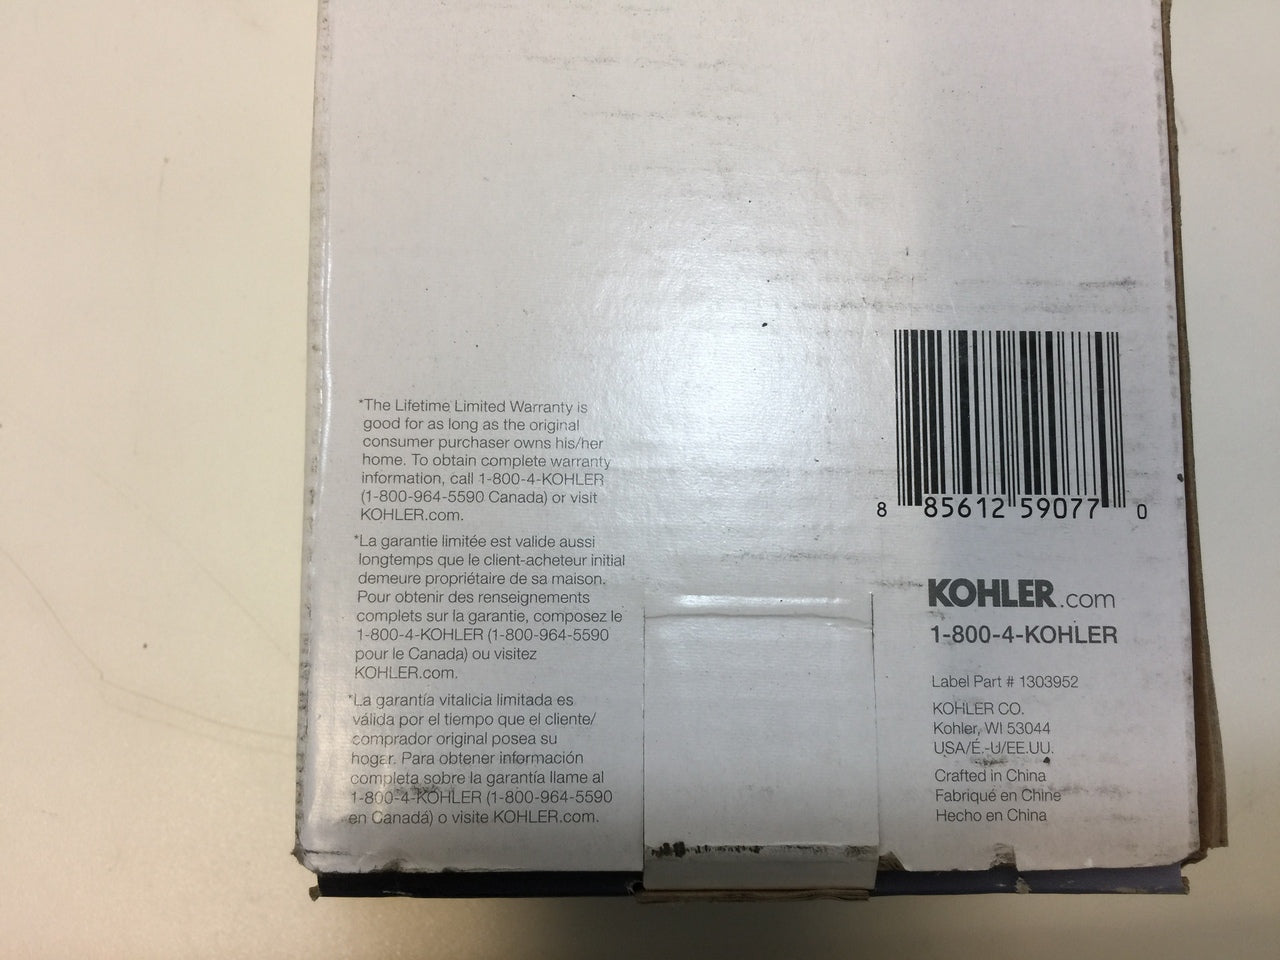 *The Lifetime Limited Warranty is
good for as long as the original
consumer purchaser owns his/her
home. To obtain complete warranty
information, call 1-800-4-KOHLER
(1-800-964-5590 Canada) or visit
KOHLER.com.
*La garantie limitée est valide aussi
longtemps que le client-acheteur initial
demeure propriétaire de sa maison.
Pour obtenir des renseignements
complets sur la garantie, composez le
1-800-4-KOHLER (1-800-964-5590
pour le Canada) ou visitez
KOHLER.com.
*La garantía vitalicia limitada es
válida por el tiempo que el cliente/
comprador original posea su
hogar. Para obtener información
completa sobre la garantía llame al
1-800-4-KOHLER (1-800-964-5590
en Canadá) o visite KOHLER.com.
8 85612 59077 0
KOHLER.com
1-800-4-KOHLER
Label Part # 1303952
KOHLER CO.
Kohler, WI 53044
USA/É.-U/EE.UU.
Crafted in China
Fabriqué en Chine
Hecho en China